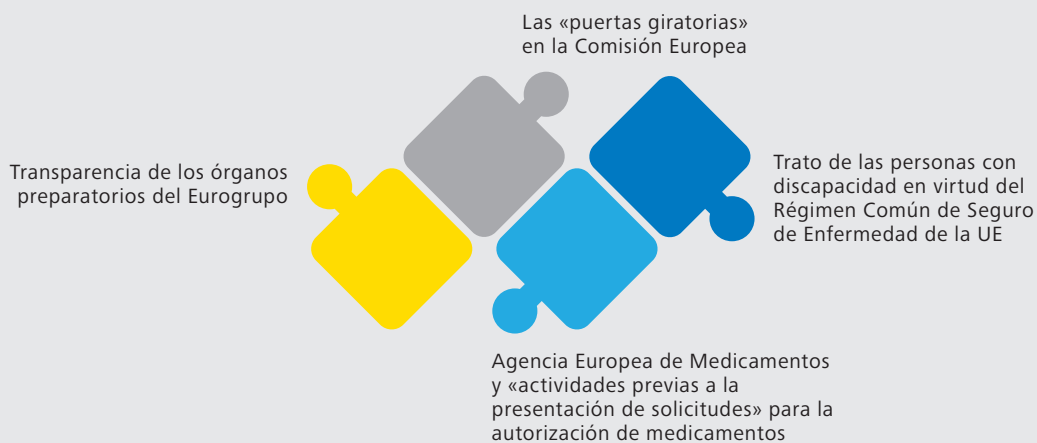 Las «puertas giratorias»
en la Comisión Europea
Transparencia de los órganos
preparatorios del Eurogrupo
Trato de las personas con
discapacidad en virtud del
Régimen Común de Seguro
de Enfermedad de la UE
Agencia Europea de Medicamentos
y «actividades previas a la
presentación de solicitudes» para la
autorización de medicamentos